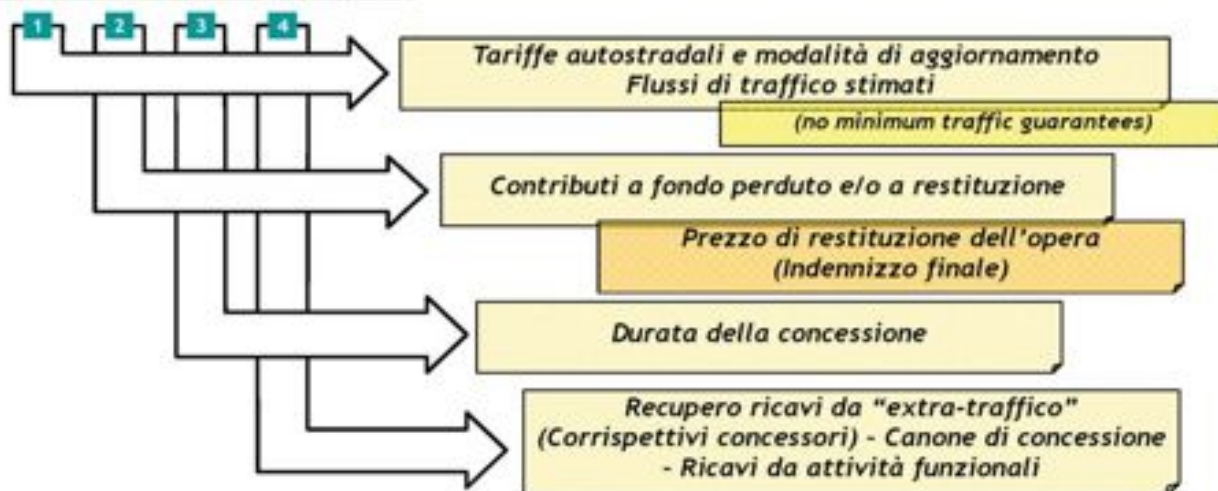 1 2 3 4
Tariffe autostradali e modalità di aggiornamento
Flussi di traffico stimati
(no minimum traffic guarantees)
Contributi a fondo perduto e/o a restituzione
Prezzo di restituzione dell'opera
(Indennizzo finale)
Durata della concessione
Recupero ricavi da "extra-traffico"
(Corrispettivi concessori) - Canone di concessione
- Ricavi da attività funzionali